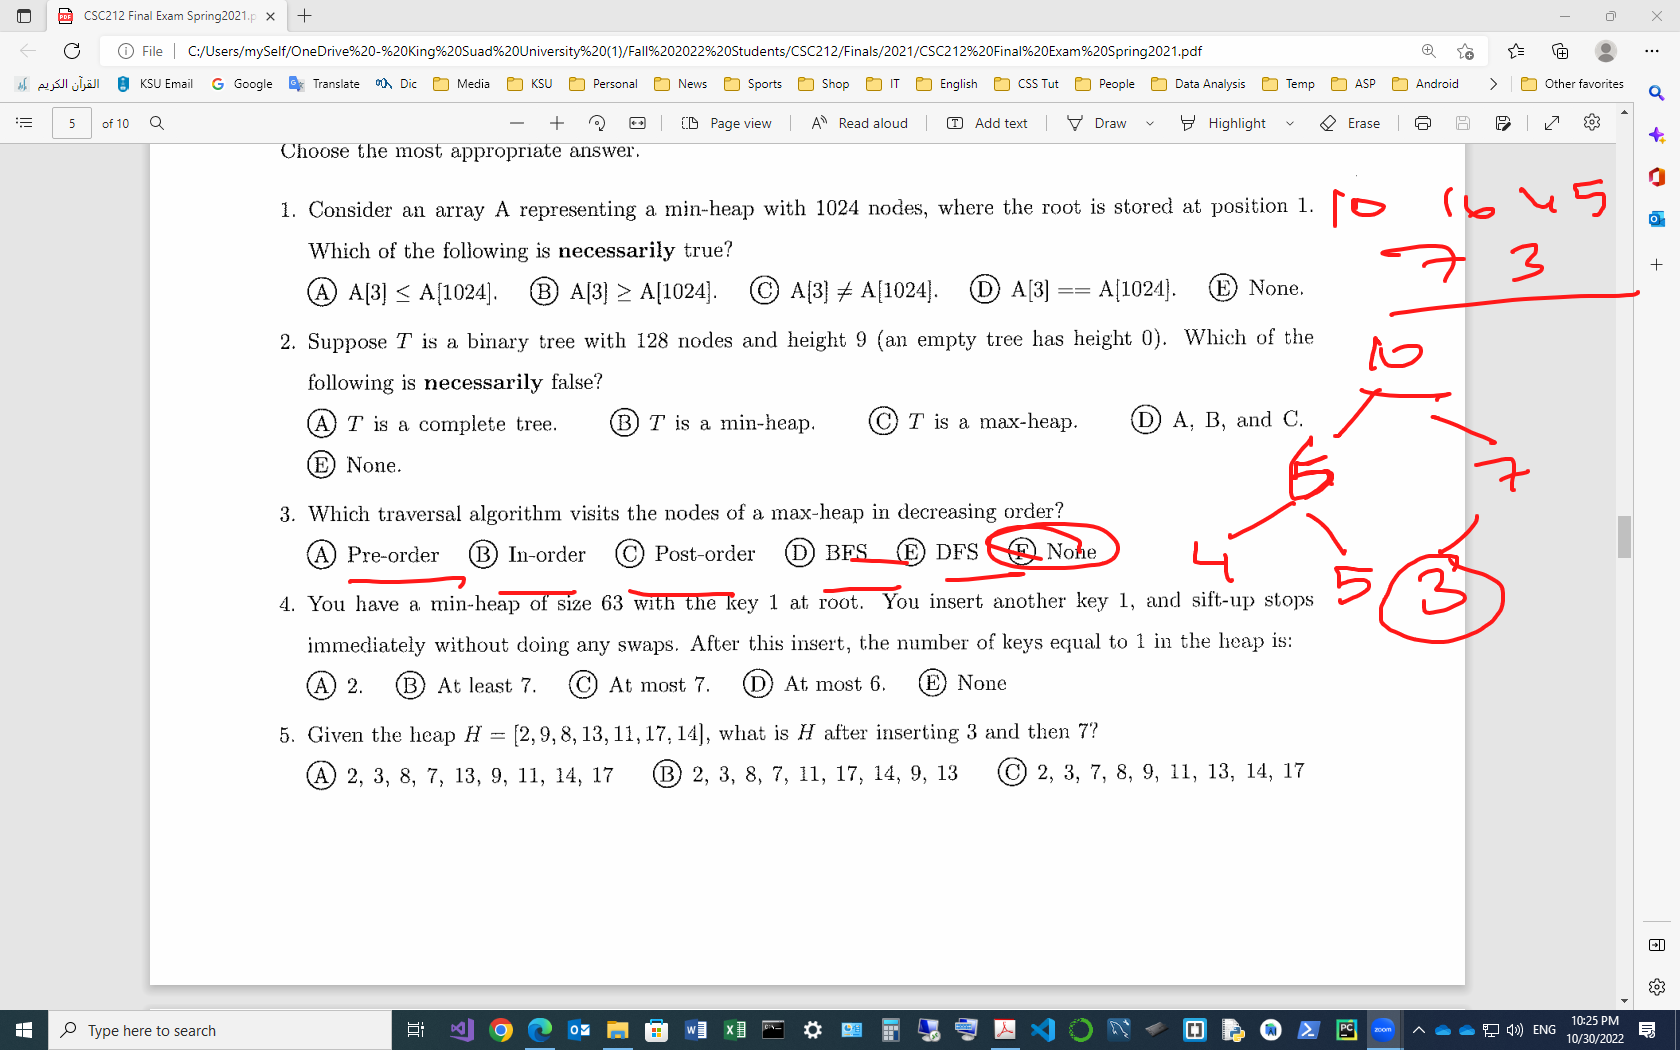 CSC212 Final Exam Spring2021.p
File
C:/Users/mySelf/OneDrive%20-%20King%20Suad%20University%20(1)/Fall%202022%20Students/CSC212/Finals/2021/CSC212%20Final%20Exam%20Spring2021.pdf
القرآن الكريم KSU Email Google Translate Dic Media KSU Personal News Sports Shop IT English CSS Tut People Data Analysis Temp ASP Android Other favorites
5 of 10 Page view Read aloud Add text Draw Highlight Erase
Choose the most appropriate answer.
1. Consider an array A representing a min-heap with 1024 nodes, where the root is stored at position 1.
Which of the following is necessarily true?
A A[3] ≤ A[1024]. B A[3] ≥ A[1024]. C A[3] ≠ A[1024]. D A[3] == A[1024]. E None.
2. Suppose T is a binary tree with 128 nodes and height 9 (an empty tree has height 0). Which of the
following is necessarily false?
A T is a complete tree. B T is a min-heap. C T is a max-heap. D A, B, and C.
E None.
3. Which traversal algorithm visits the nodes of a max-heap in decreasing order?
A Pre-order B In-order C Post-order D BFS E DFS F None
4. You have a min-heap of size 63 with the key 1 at root. You insert another key 1, and sift-up stops
immediately without doing any swaps. After this insert, the number of keys equal to 1 in the heap is:
A 2. B At least 7. C At most 7. D At most 6. E None
5. Given the heap H = [2, 9, 8, 13, 11, 17, 14], what is H after inserting 3 and then 7?
A 2, 3, 8, 7, 13, 9, 11, 14, 17 B 2, 3, 8, 7, 11, 17, 14, 9, 13 C 2, 3, 7, 8, 9, 11, 13, 14, 17
10 5
7 3
10
7
4 5 3
Type here to search
ENG
10:25 PM
10/30/2022
zoom